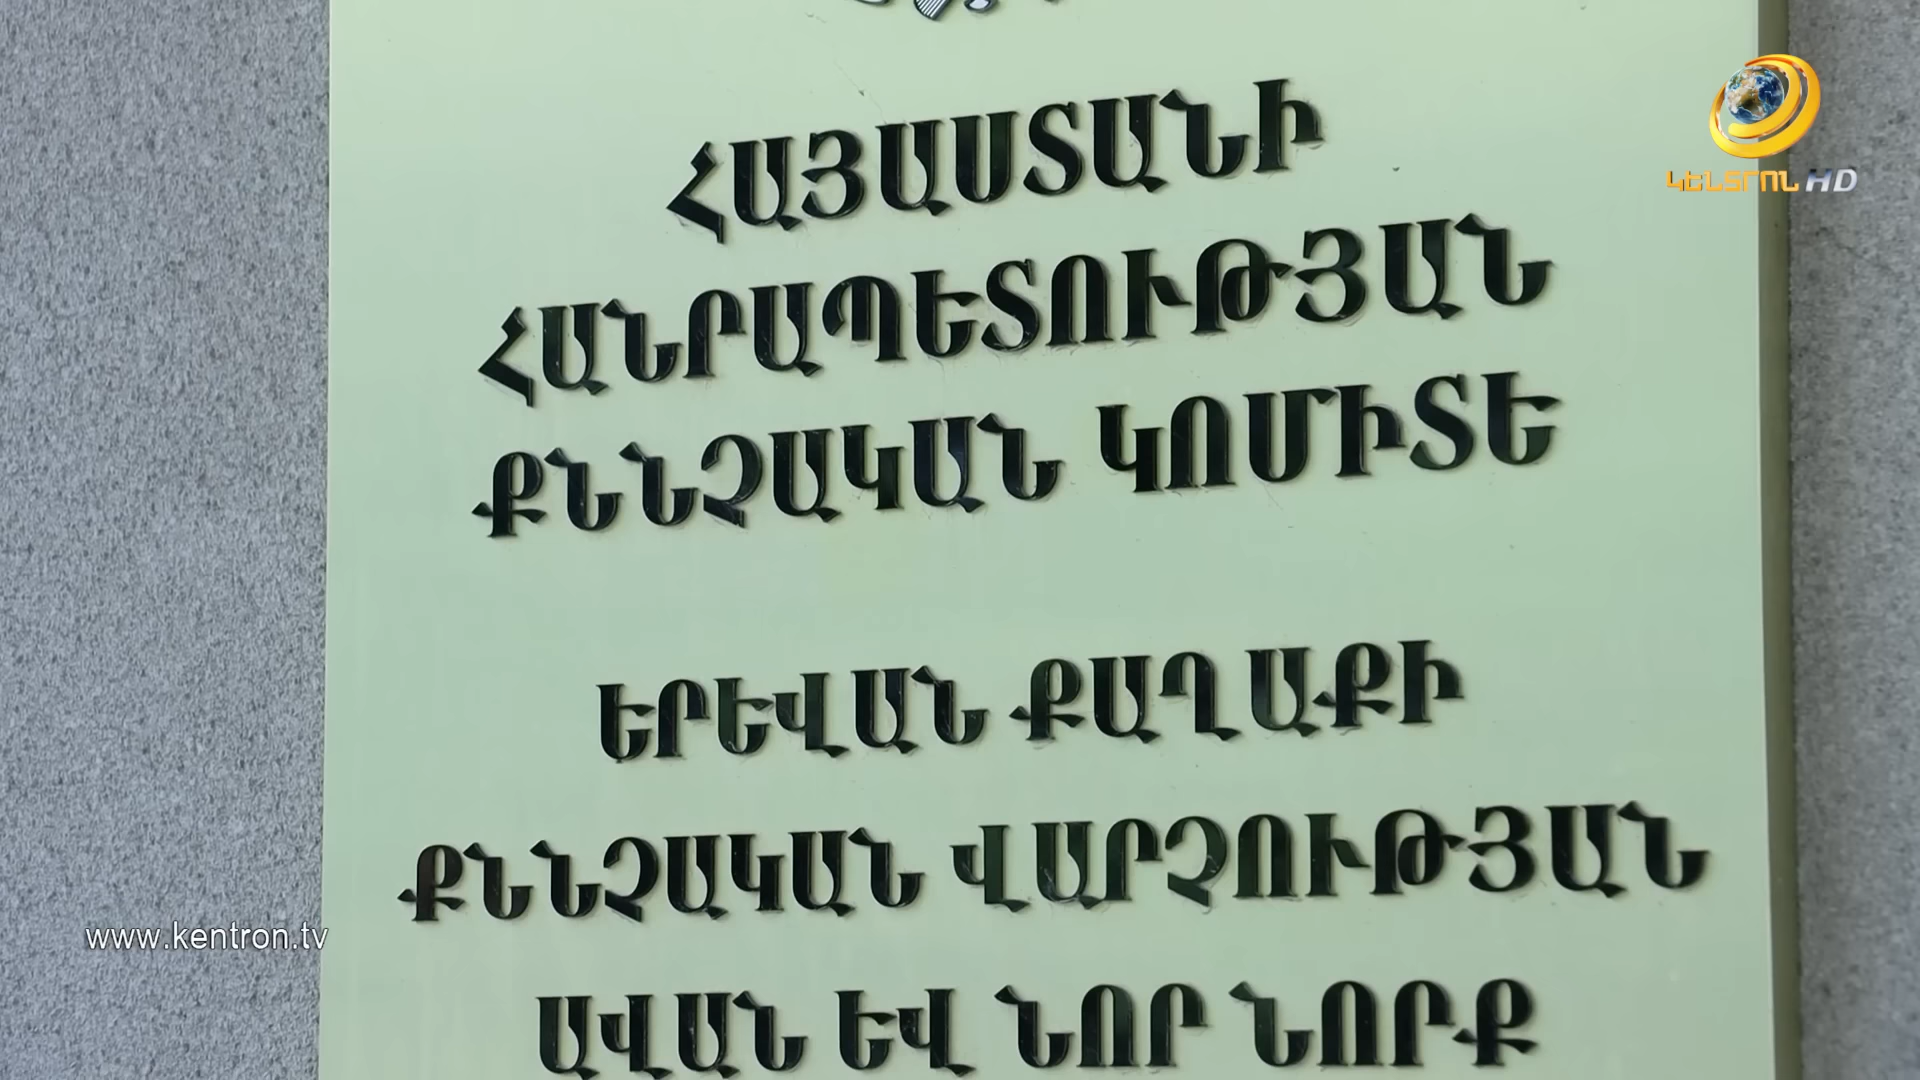 ՀԱՅԱՍՏԱՆԻ
ԿԵՆՏՐՈՆ HD
ՀԱՆՐԱՊԵՏՈՒԹՅԱՆ
ՔՆՆՉԱԿԱՆ ԿՈՄԻՏԵ
ԵՐԵՎԱՆ ՔԱՂԱՔԻ
ՔՆՆՉԱԿԱՆ ՎԱՐՉՈՒԹՅԱՆ
www.kentron.tv
ԱՎԱՆ ԵՎ ՆՈՐ ՆՈՐՔ